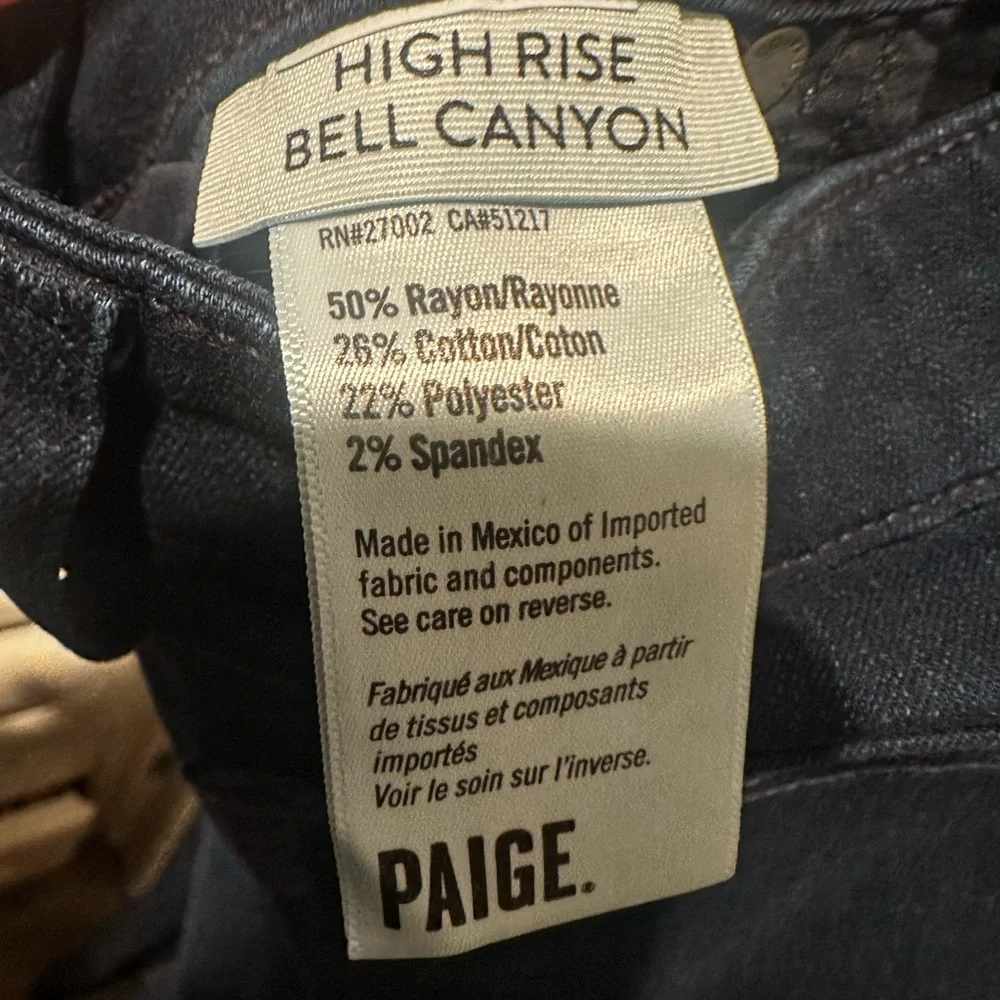 HIGH RISE
BELL CANYON
RN#27002 CA#51217
50% Rayon/Rayonne
26% Cotton/Coton
22% Polyester
2% Spandex
Made in Mexico of Imported
fabric and components.
See care on reverse.
Fabriqué aux Mexique à partir
de tissus et composants
importés
Voir le soin sur l'inverse.
PAIGE.